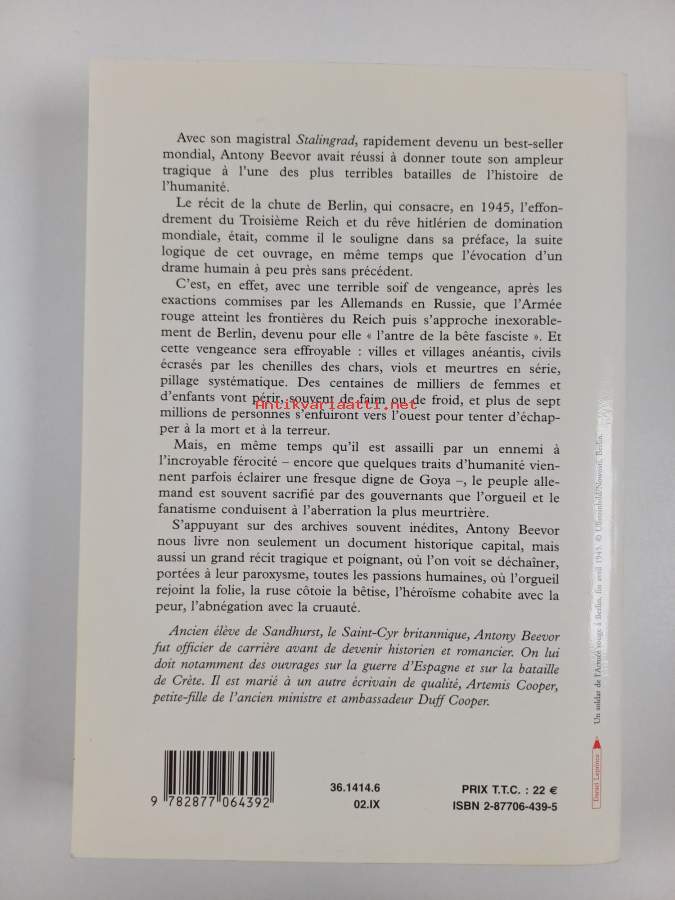 Avec son magistral Stalingrad, rapidement devenu un best-seller
mondial, Antony Beevor avait réussi à donner toute son ampleur
tragique à l'une des plus terribles batailles de l'histoire de
l'humanité.
Le récit de la chute de Berlin, qui consacre, en 1945, l'effon-
drement du Troisième Reich et du rêve hitlérien de domination
mondiale, était, comme il le souligne dans sa préface, la suite
logique de cet ouvrage, en même temps que l'évocation d'un
drame humain à peu près sans précédent.
C'est, en effet, avec une terrible soif de vengeance, après les
exactions commises par les Allemands en Russie, que l'Armée
rouge atteint les frontières du Reich puis s'approche inexorable-
ment de Berlin, devenu pour elle « l'antre de la bête fasciste ». Et
cette vengeance sera effroyable : villes et villages anéantis, civils
écrasés par les chenilles des chars, viols et meurtres en série,
pillage systématique. Des centaines de milliers de femmes et
d'enfants vont périr, souvent de faim ou de froid, et plus de sept
Antikvariaatti.net
millions de personnes s'enfuiront vers l'ouest pour tenter d'échap-
per à la mort et à la terreur.
Mais, en même temps qu'il est assailli par un ennemi à
l'incroyable férocité – encore que quelques traits d'humanité vien-
nent parfois éclairer une fresque digne de Goya –, le peuple alle-
mand est souvent sacrifié par des gouvernants que l'orgueil et le
fanatisme conduisent à l'aberration la plus meurtrière.
S'appuyant sur des archives souvent inédites, Antony Beevor
nous livre non seulement un document historique capital, mais
aussi un grand récit tragique et poignant, où l'on voit se déchaîner,
portées à leur paroxysme, toutes les passions humaines, où l'orgueil
rejoint la folie, la ruse côtoie la bêtise, l'héroïsme cohabite avec la
peur, l'abnégation avec la cruauté.
Ancien élève de Sandhurst, le Saint-Cyr britannique, Antony Beevor
fut officier de carrière avant de devenir historien et romancier. On lui
doit notamment des ouvrages sur la guerre d'Espagne et sur la bataille
de Crète. Il est marié à un autre écrivain de qualité, Artemis Cooper,
petite-fille de l'ancien ministre et ambassadeur Duff Cooper.
9 782877 064392
36.1414.6
02.IX
PRIX T.T.C. : 22 €
ISBN 2-87706-439-5
Un soldat de l'Armée rouge à Berlin, fin avril 1945. © Ullsteinbild/Nowosti, Berlin.